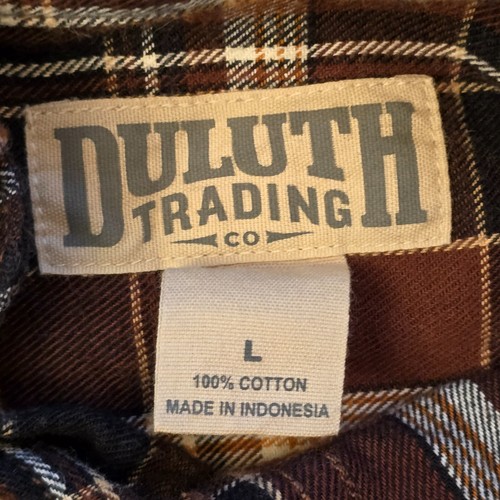 DULUTH
TRADING
CO
L
100% COTTON
MADE IN INDONESIA